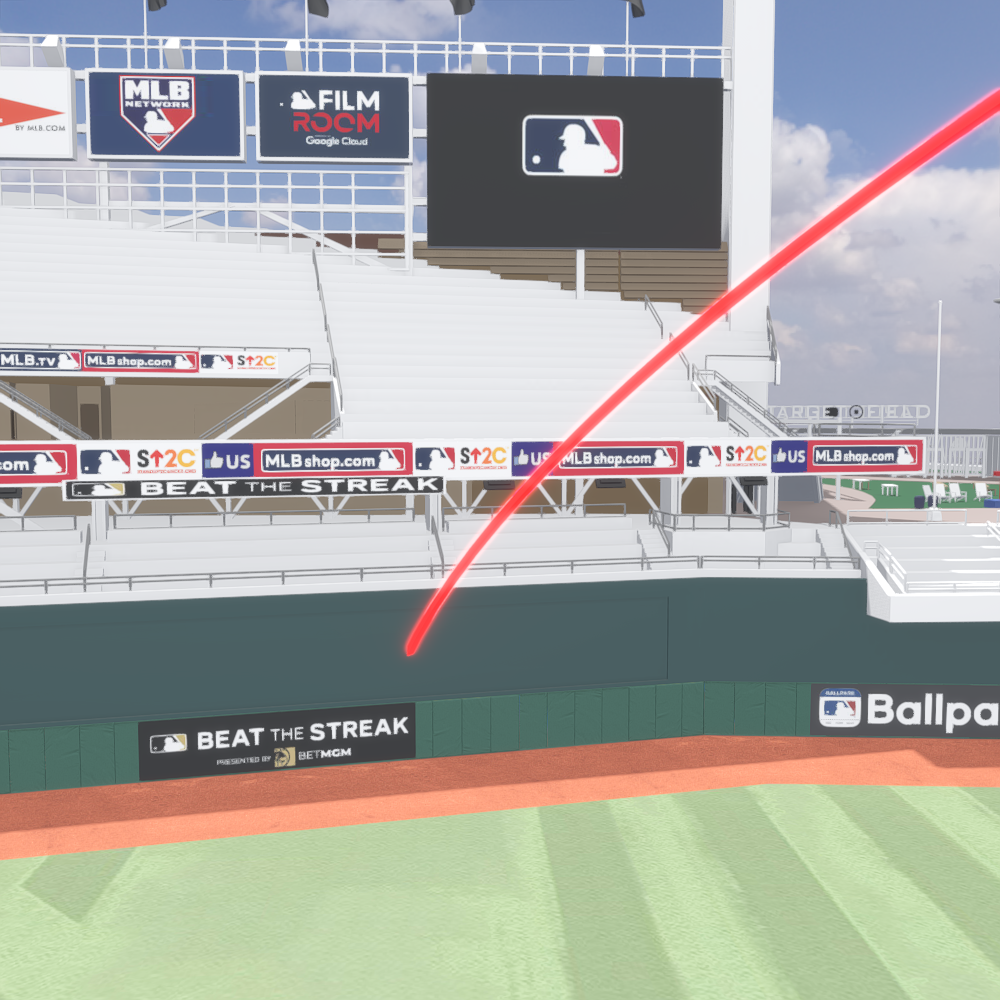 BY MLB.COM
MLB
NETWORK
FILM
ROOM
Google Cloud
MLB.TV
MLBshop.com
S↑2C
com
S↑2C
US
MLBshop.com
S↑2C
US
MLBshop.com
S↑2C
US
MLBshop.com
BEAT THE STREAK
TARGET FIELD
BEAT THE STREAK
PRESENTED BY BETMGM
BALLPARK
Ballpa